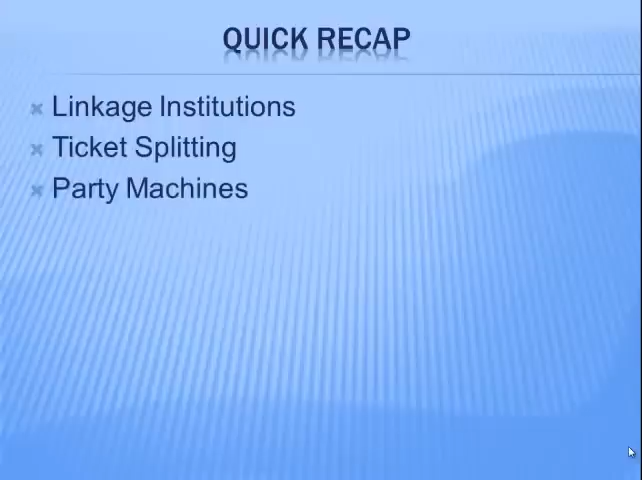 QUICK RECAP
Linkage Institutions
Ticket Splitting
Party Machines